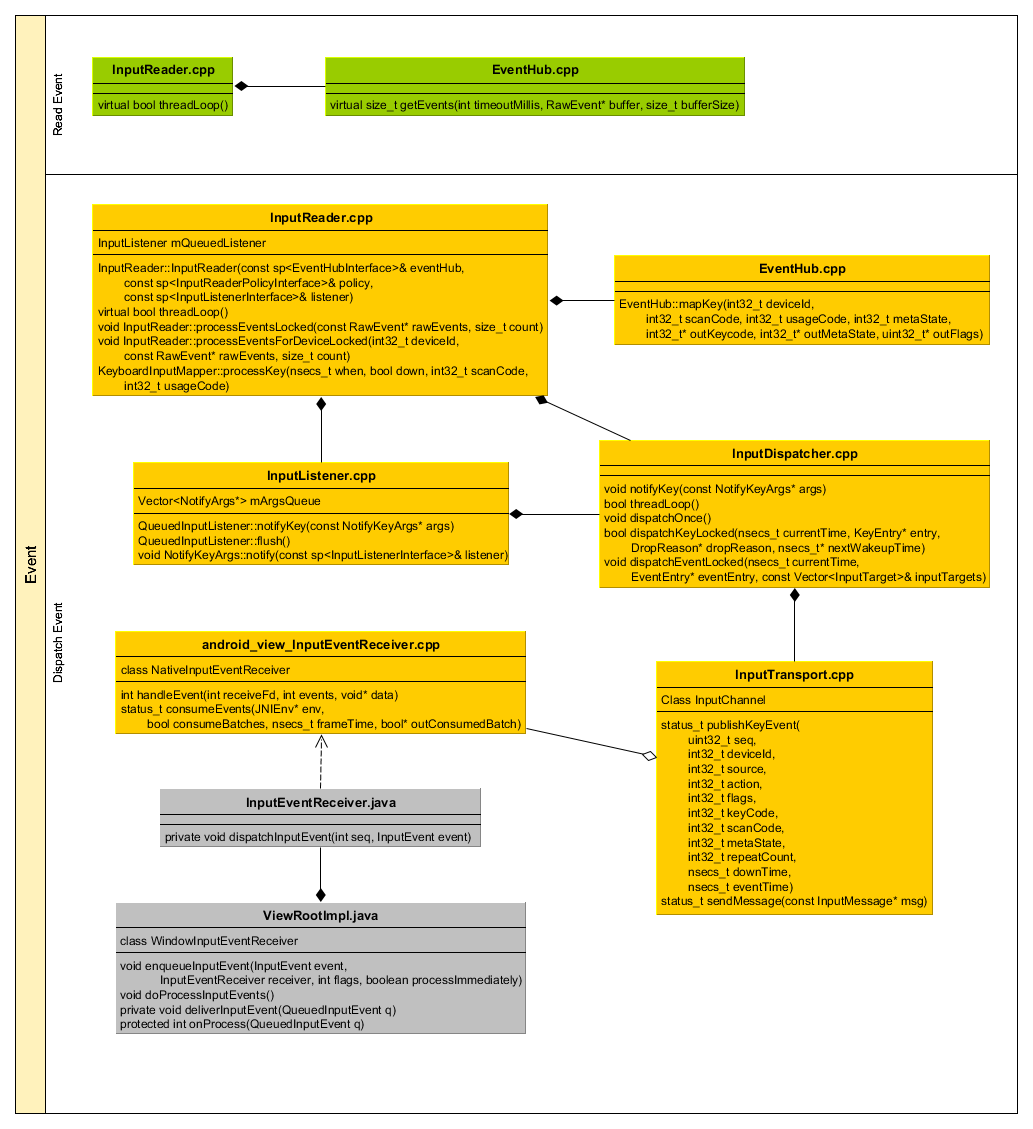 Event
Read Event
InputReader.cpp
virtual bool threadLoop()
EventHub.cpp
virtual size_t getEvents(int timeoutMillis, RawEvent* buffer, size_t bufferSize)
Dispatch Event
InputReader.cpp
InputListener mQueuedListener
InputReader::InputReader(const sp<EventHubInterface>& eventHub,
const sp<InputReaderPolicyInterface>& policy,
const sp<InputListenerInterface>& listener)
virtual bool threadLoop()
void InputReader::processEventsLocked(const RawEvent* rawEvents, size_t count)
void InputReader::processEventsForDeviceLocked(int32_t deviceId,
const RawEvent* rawEvents, size_t count)
KeyboardInputMapper::processKey(nsecs_t when, bool down, int32_t scanCode,
int32_t usageCode)
EventHub.cpp
EventHub::mapKey(int32_t deviceId,
int32_t scanCode, int32_t usageCode, int32_t metaState,
int32_t* outKeycode, int32_t* outMetaState, uint32_t* outFlags)
InputListener.cpp
Vector<NotifyArgs*> mArgsQueue
QueuedInputListener::notifyKey(const NotifyKeyArgs* args)
QueuedInputListener::flush()
void NotifyKeyArgs::notify(const sp<InputListenerInterface>& listener)
InputDispatcher.cpp
void notifyKey(const NotifyKeyArgs* args)
bool threadLoop()
void dispatchOnce()
bool dispatchKeyLocked(nsecs_t currentTime, KeyEntry* entry,
DropReason* dropReason, nsecs_t* nextWakeupTime)
void dispatchEventLocked(nsecs_t currentTime,
EventEntry* eventEntry, const Vector<InputTarget>& inputTargets)
android_view_InputEventReceiver.cpp
class NativeInputEventReceiver
int handleEvent(int receiveFd, int events, void* data)
status_t consumeEvents(JNIEnv* env,
bool consumeBatches, nsecs_t frameTime, bool* outConsumedBatch)
InputTransport.cpp
Class InputChannel
status_t publishKeyEvent(
uint32_t seq,
int32_t deviceId,
int32_t source,
int32_t action,
int32_t flags,
int32_t keyCode,
int32_t scanCode,
int32_t metaState,
int32_t repeatCount,
nsecs_t downTime,
nsecs_t eventTime)
status_t sendMessage(const InputMessage* msg)
InputEventReceiver.java
private void dispatchInputEvent(int seq, InputEvent event)
ViewRootImpl.java
class WindowInputEventReceiver
void enqueueInputEvent(InputEvent event,
InputEventReceiver receiver, int flags, boolean processImmediately)
void doProcessInputEvents()
private void deliverInputEvent(QueuedInputEvent q)
protected int onProcess(QueuedInputEvent q)